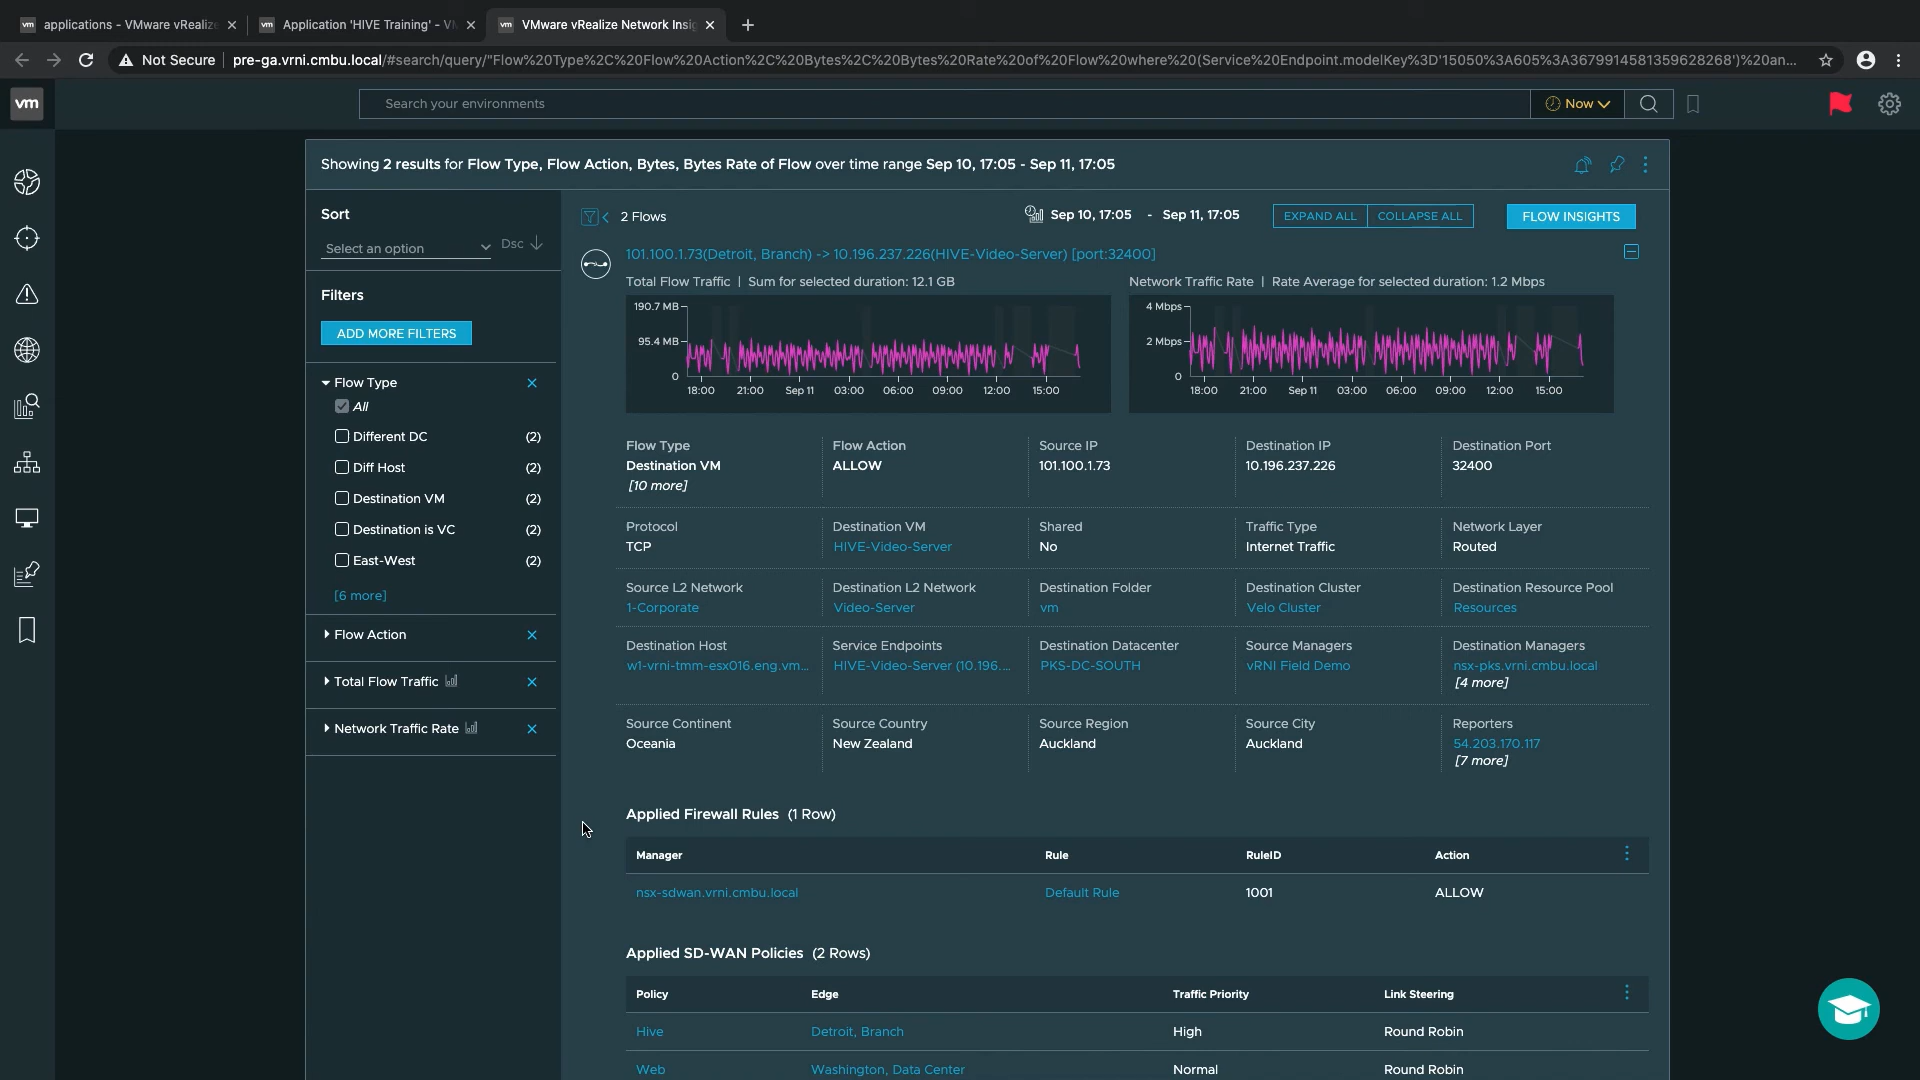 applications - VMware vRealize
Application 'HIVE Training' - VM
VMware vRealize Network Insig
Not Secure
pre-ga.vrni.cmbu.local/#search/query/"Flow%20Type%2C%20Flow%20Action%2C%20Bytes%2C%20Bytes%20Rate%20of%20Flow%20where%20(Service%20Endpoint.modelKey%3D'15050%3A605%3A3679914581359628268')%20an...
vm
Search your environments
Now
Showing 2 results for Flow Type, Flow Action, Bytes, Bytes Rate of Flow over time range Sep 10, 17:05 - Sep 11, 17:05
Sort
Select an option
Dsc
Filters
ADD MORE FILTERS
Flow Type
All
Different DC (2)
Diff Host (2)
Destination VM (2)
Destination is VC (2)
East-West (2)
[6 more]
Flow Action
Total Flow Traffic
Network Traffic Rate
2 Flows
Sep 10, 17:05 - Sep 11, 17:05
EXPAND ALL
COLLAPSE ALL
FLOW INSIGHTS
101.100.1.73(Detroit, Branch) -> 10.196.237.226(HIVE-Video-Server) [port:32400]
Total Flow Traffic | Sum for selected duration: 12.1 GB
190.7 MB
95.4 MB
0
18:00 21:00 Sep 11 03:00 06:00 09:00 12:00 15:00
Network Traffic Rate | Rate Average for selected duration: 1.2 Mbps
4 Mbps
2 Mbps
0
18:00 21:00 Sep 11 03:00 06:00 09:00 12:00 15:00
Flow Type Flow Action Source IP Destination IP Destination Port
Destination VM ALLOW 101.100.1.73 10.196.237.226 32400
[10 more]
Protocol Destination VM Shared Traffic Type Network Layer
TCP HIVE-Video-Server No Internet Traffic Routed
Source L2 Network Destination L2 Network Destination Folder Destination Cluster Destination Resource Pool
1-Corporate Video-Server vm Velo Cluster Resources
Destination Host Service Endpoints Destination Datacenter Source Managers Destination Managers
w1-vrni-tmm-esx016.eng.vm... HIVE-Video-Server (10.196.... PKS-DC-SOUTH vRNI Field Demo nsx-pks.vrni.cmbu.local
[4 more]
Source Continent Source Country Source Region Source City Reporters
Oceania New Zealand Auckland Auckland 54.203.170.117
[7 more]
Applied Firewall Rules (1 Row)
Manager Rule RuleID Action
nsx-sdwan.vrni.cmbu.local Default Rule 1001 ALLOW
Applied SD-WAN Policies (2 Rows)
Policy Edge Traffic Priority Link Steering
Hive Detroit, Branch High Round Robin
Web Washington, Data Center Normal Round Robin